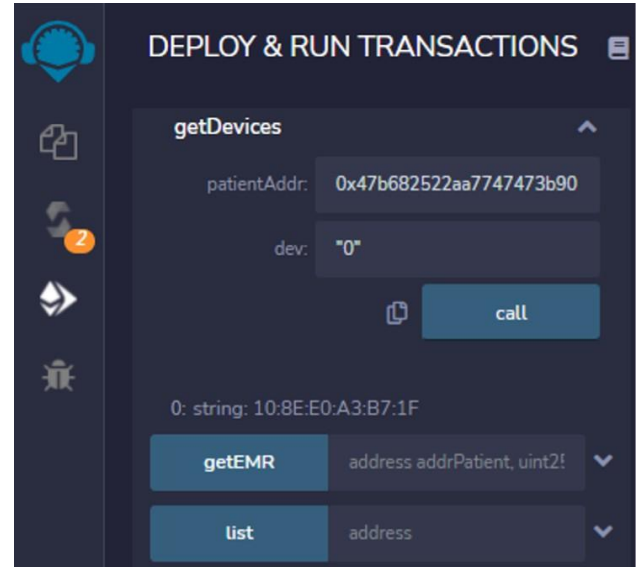 DEPLOY & RUN TRANSACTIONS
getDevices
patientAddr: 0x47b682522aa7747473b90
2
dev: "0"
call
0: string: 10:8E:E0:A3:B7:1F
getEMR address addrPatient, uint25
list address